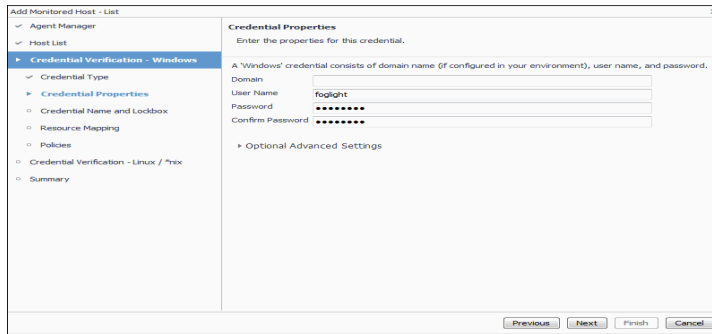 Add Monitored Host - List
Agent Manager
Host List
Credential Verification - Windows
Credential Type
Credential Properties
Credential Name and Lockbox
Resource Mapping
Policies
Credential Verification - Linux / *nix
Summary
Credential Properties
Enter the properties for this credential.
A 'Windows' credential consists of domain name (if configured in your environment), user name, and password.
Domain
User Name foglight
Password ●●●●●●●●
Confirm Password ●●●●●●●●
Optional Advanced Settings
Previous Next Finish Cancel